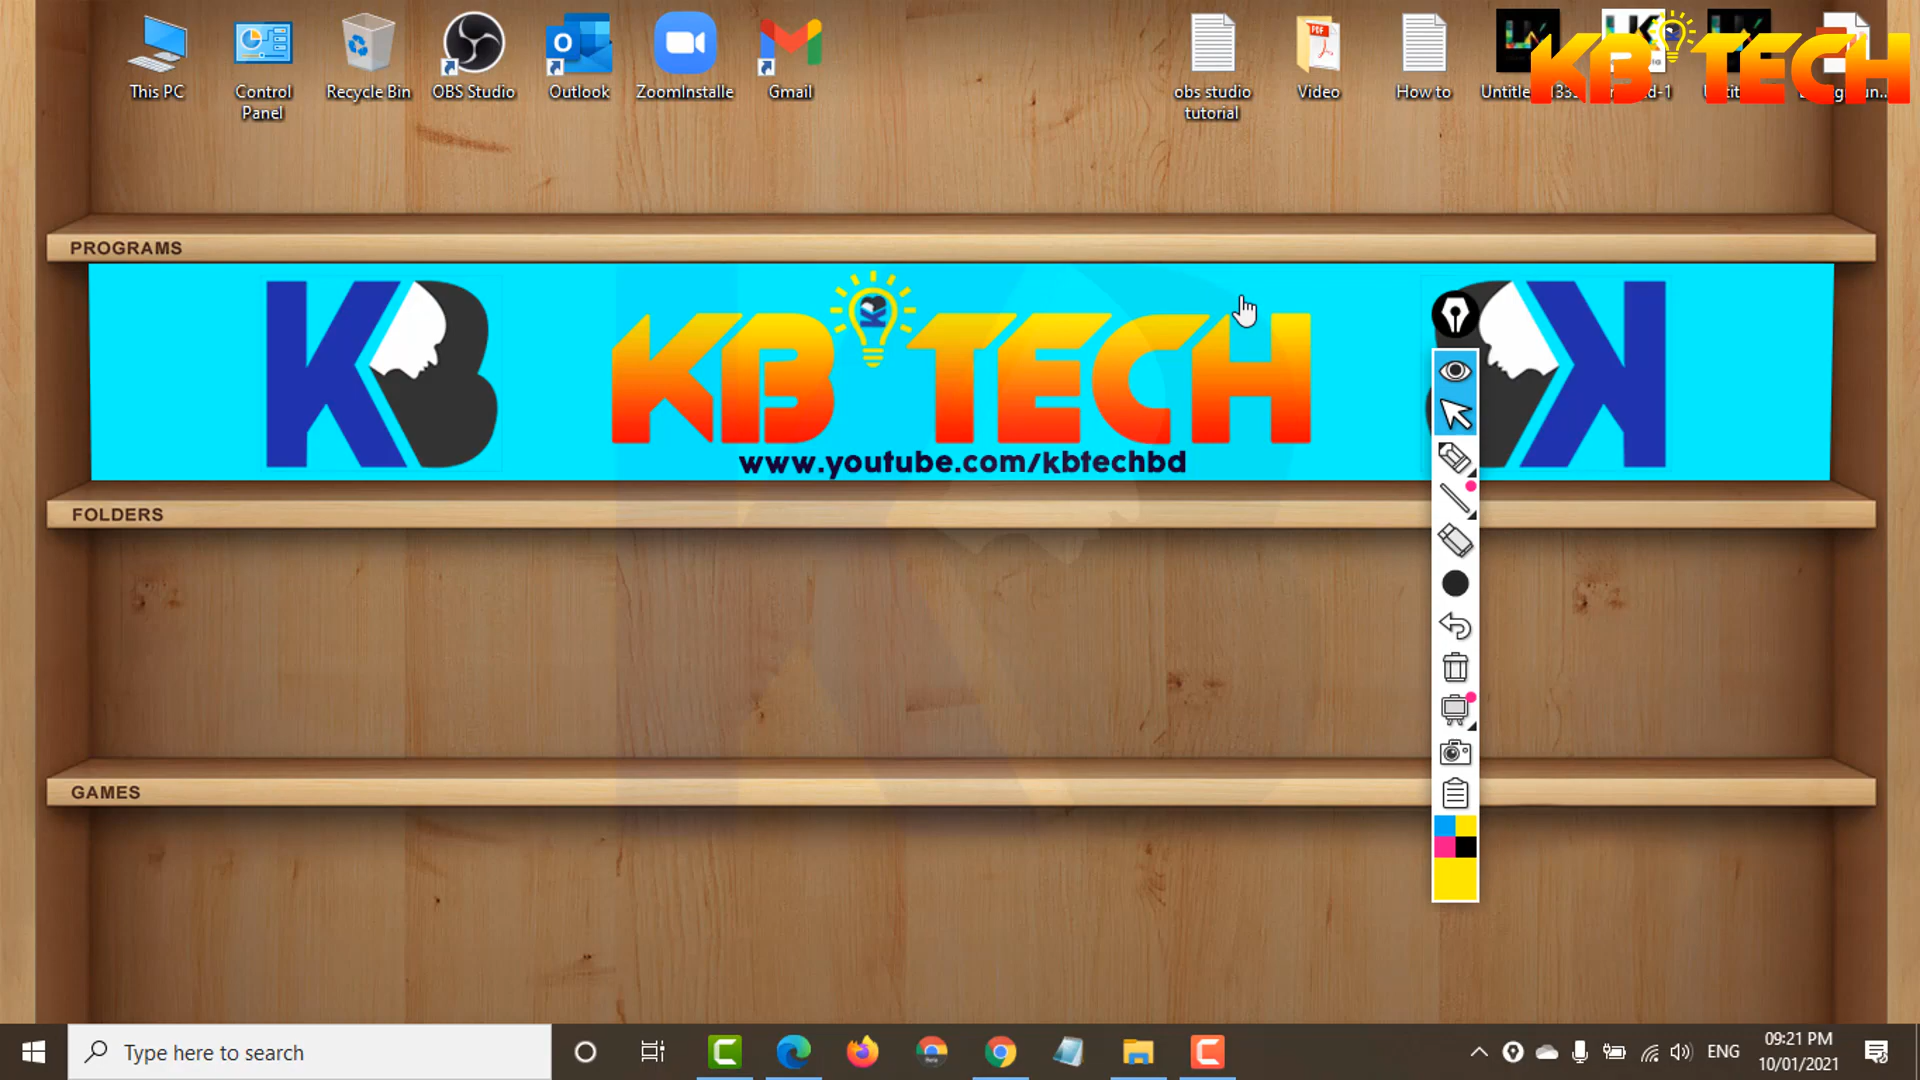 This PC
Control
Panel
Recycle Bin
OBS Studio
Outlook
ZoomInstalle
Gmail
obs studio
tutorial
Video
How to
KB TECH
PROGRAMS
KB
KB TECH
www.youtube.com/kbtechbd
FOLDERS
GAMES
Type here to search
ENG
09:21 PM
10/01/2021